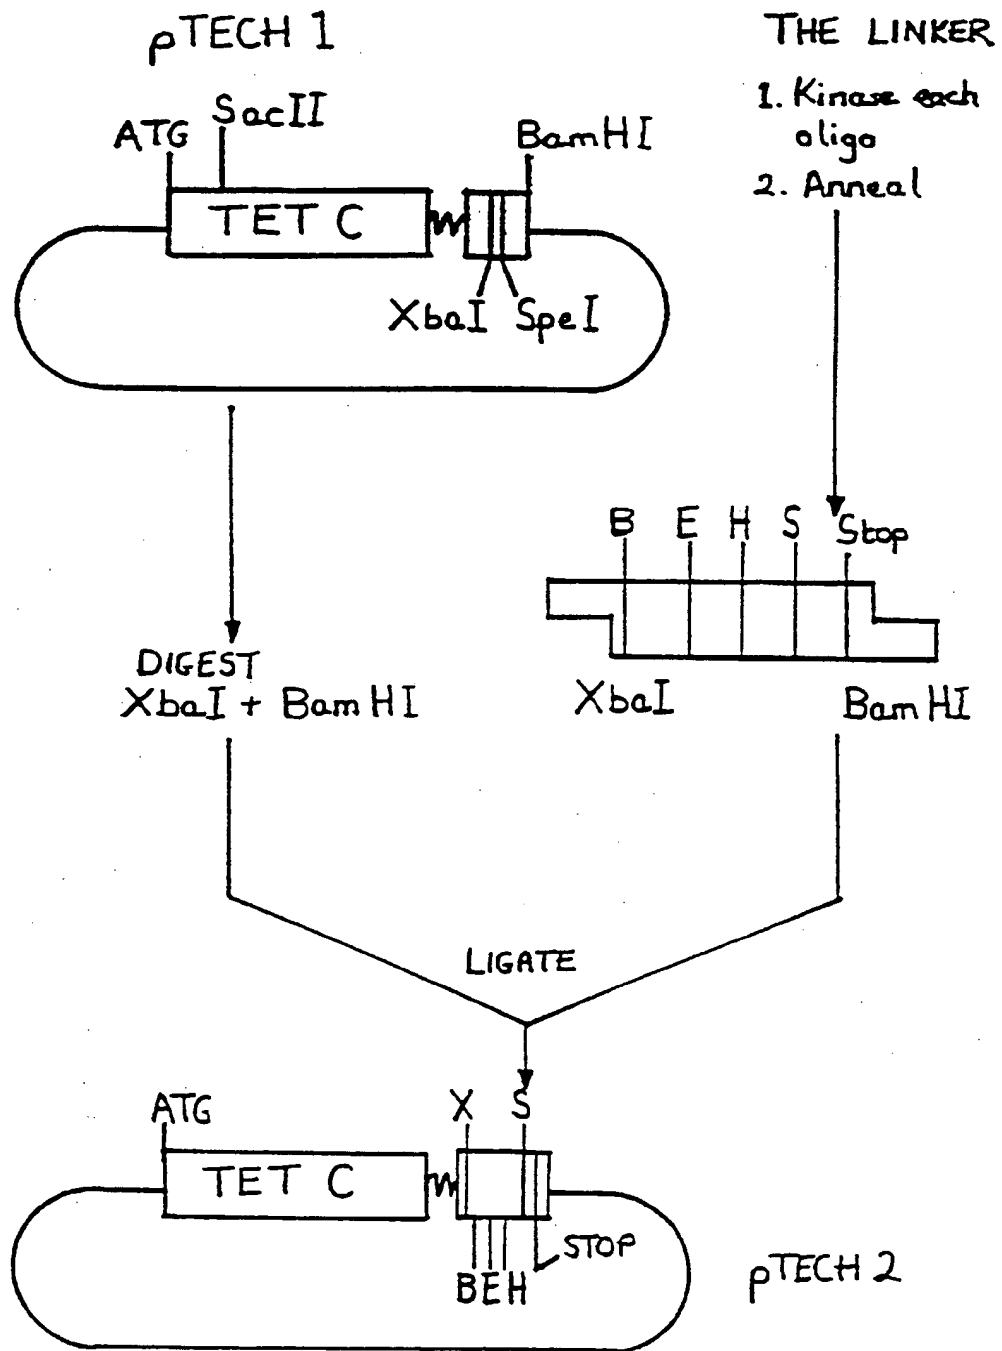 pTECH 1
THE LINKER
1. Kinase each
oligo
2. Anneal
SacII
ATG
BamHI
TET C
XbaI SpeI
B E H S Stop
DIGEST
XbaI + BamHI
XbaI
BamHI
LIGATE
ATG
X S
TET C
STOP
BEH
pTECH 2